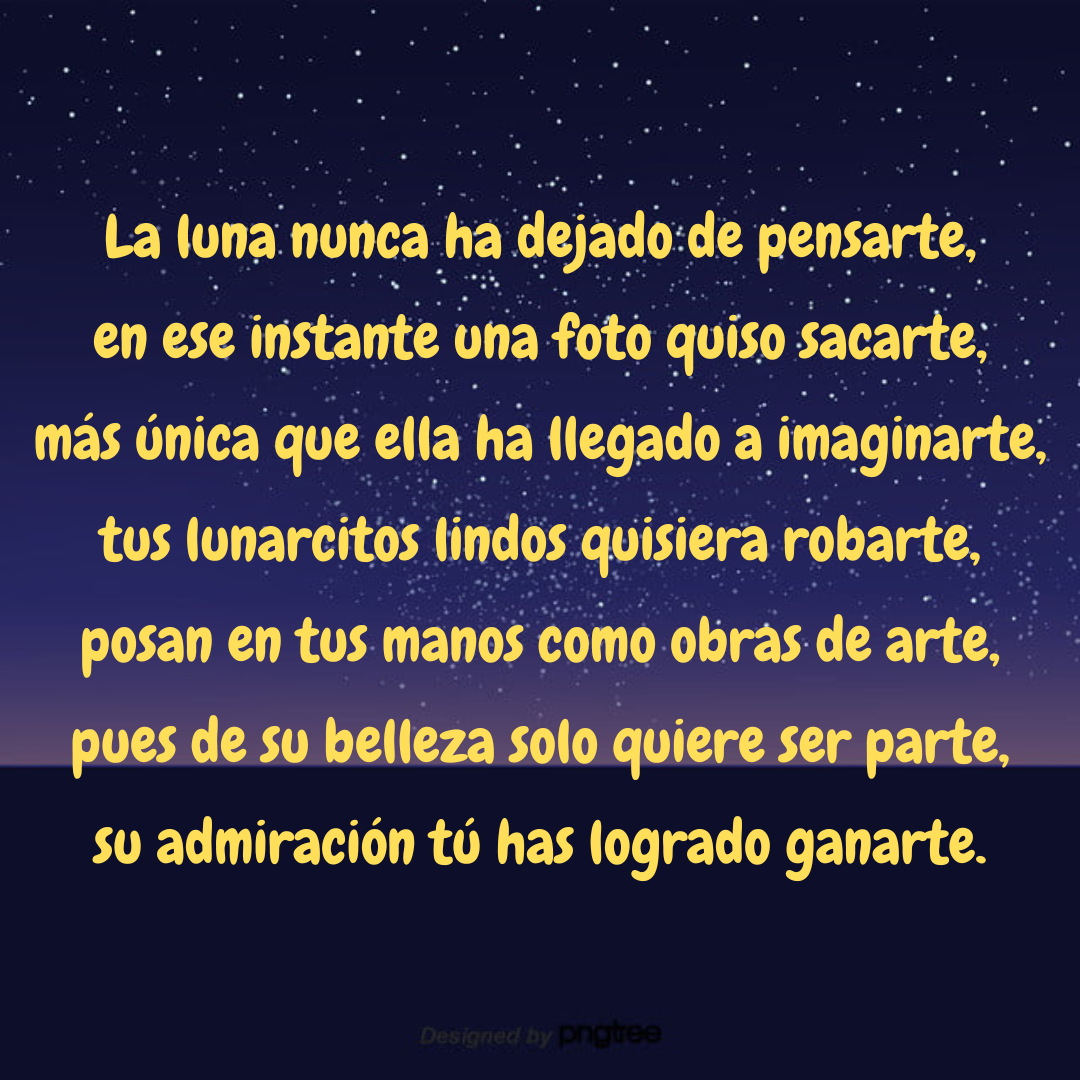 La luna nunca ha dejado de pensarte,
en ese instante una foto quiso sacarte,
más única que ella ha llegado a imaginarte,
tus lunarcitos lindos quisiera robarte,
posan en tus manos como obras de arte,
pues de su belleza solo quiere ser parte,
su admiración tú has logrado ganarte.
Designed by pngtree